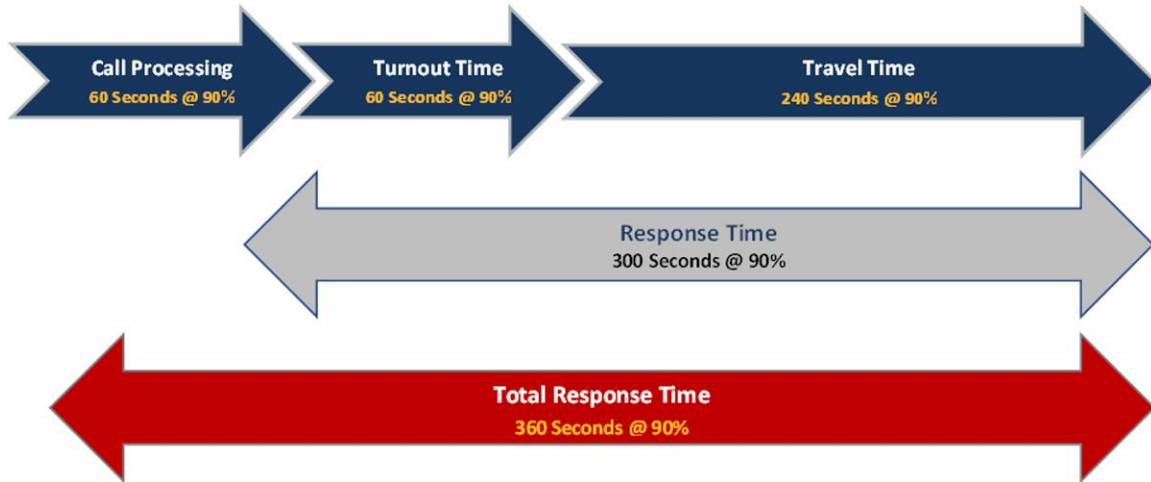 Call Processing
60 Seconds @ 90%
Turnout Time
60 Seconds @ 90%
Travel Time
240 Seconds @ 90%
Response Time
300 Seconds @ 90%
Total Response Time
360 Seconds @ 90%